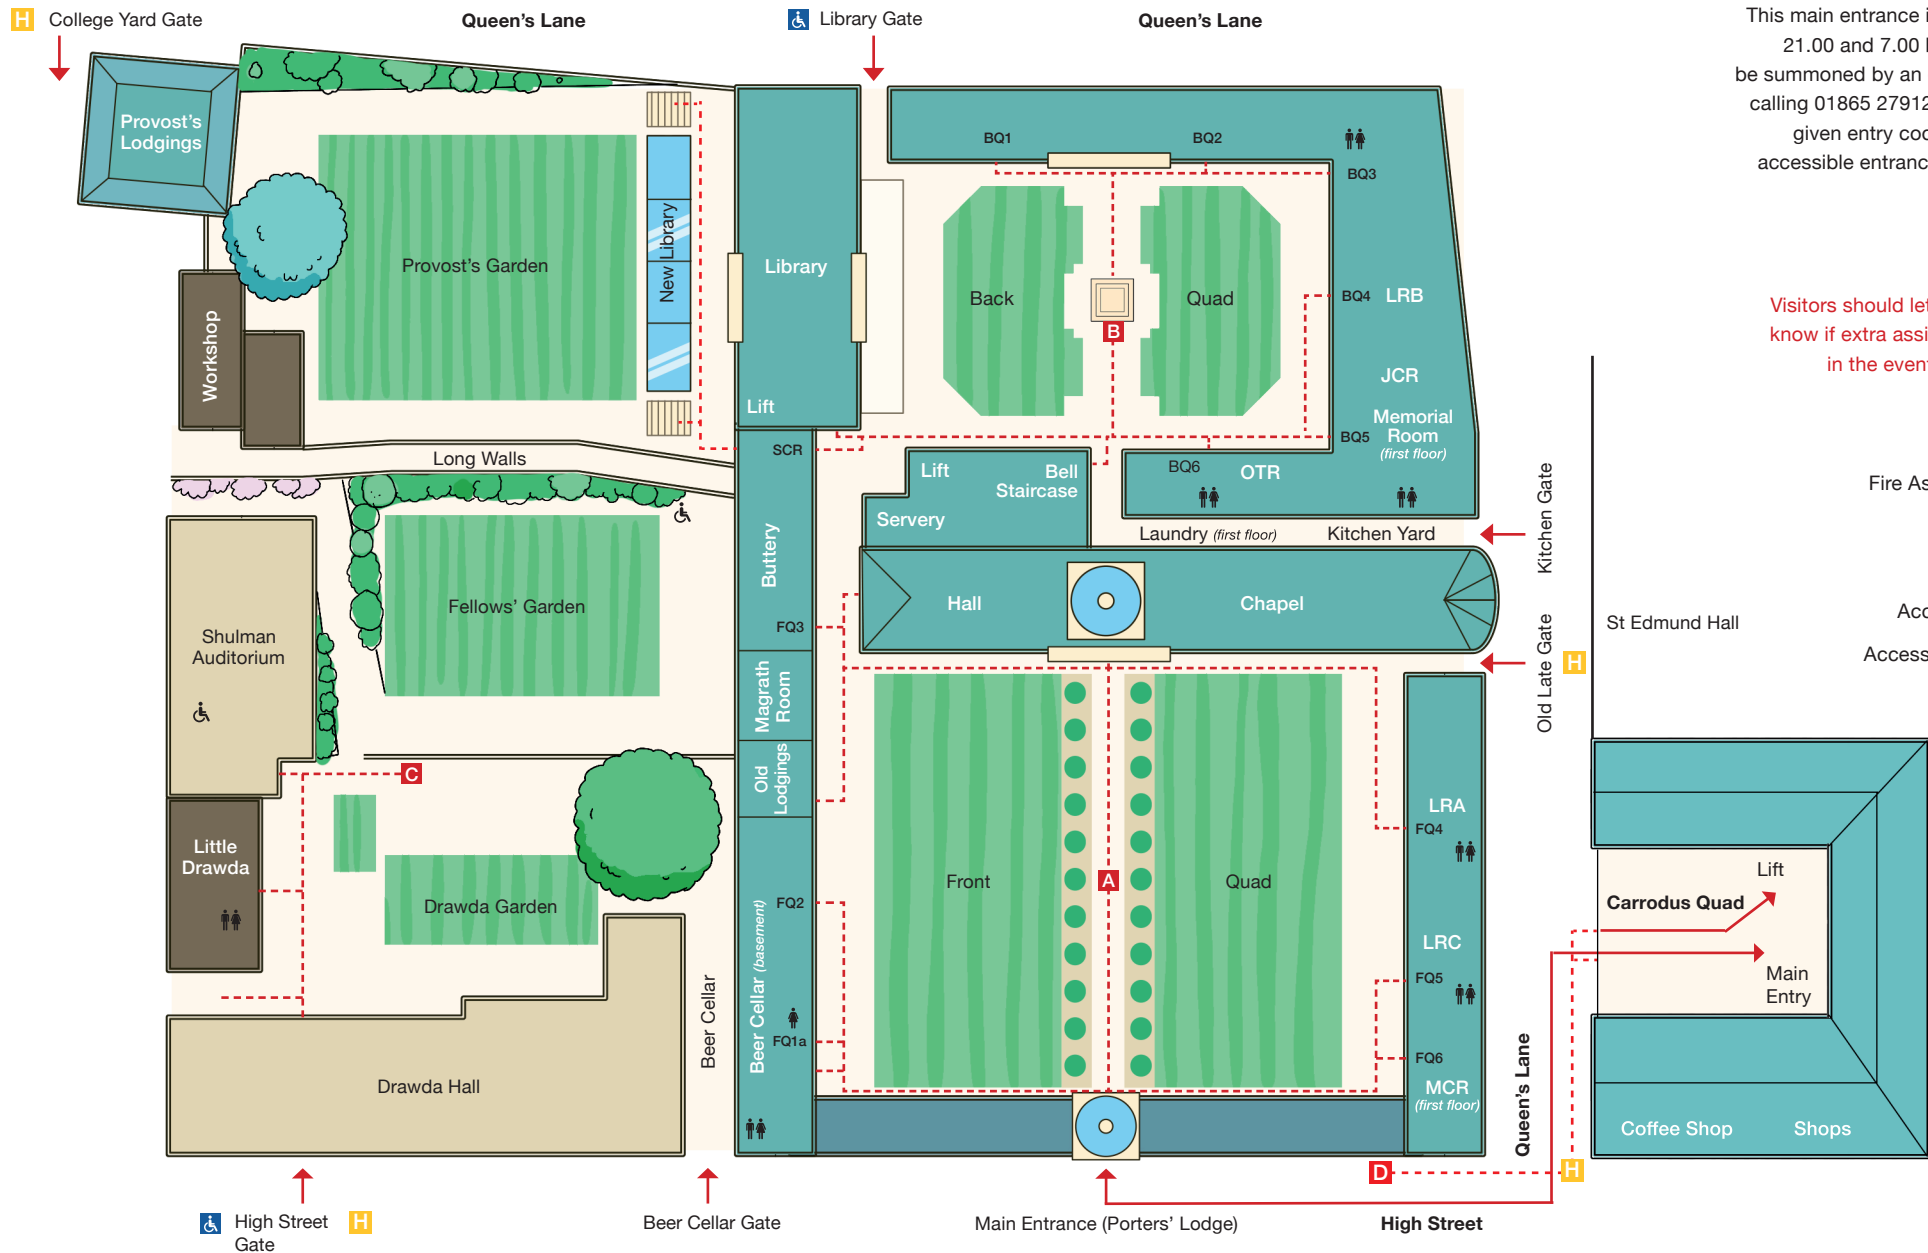 H College Yard Gate
Queen's Lane
Library Gate
Queen's Lane
This main entrance i
21.00 and 7.00
be summoned by an
calling 01865 27912
given entry coc
accessible entranc
Visitors should let
know if extra assi
in the even
Fire As
Acc
Access
Provost's
Lodgings
Provost's Garden
New Library
Workshop
Library
Lift
BQ1
BQ2
BQ3
Back
Quad
B
BQ4
LRB
JCR
Memorial
Room
(first floor)
BQ5
BQ6
OTR
Long Walls
SCR
Lift
Bell
Staircase
Servery
Laundry (first floor)
Kitchen Yard
Kitchen Gate
Buttery
Fellows' Garden
FQ3
Hall
Chapel
Shulman
Auditorium
Magrath
Room
Old Late Gate
H
St Edmund Hall
Old
Lodgings
C
Little
Drawda
Drawda Garden
Front
A
Quad
LRA
FQ4
FQ2
Beer Cellar (basement)
FQ1a
Beer Cellar
LRC
FQ5
FQ6
MCR
(first floor)
Drawda Hall
Lift
Carrodus Quad
Main
Entry
Queen's Lane
Coffee Shop
Shops
D
H
High Street
Gate
H
Beer Cellar Gate
Main Entrance (Porters' Lodge)
High Street